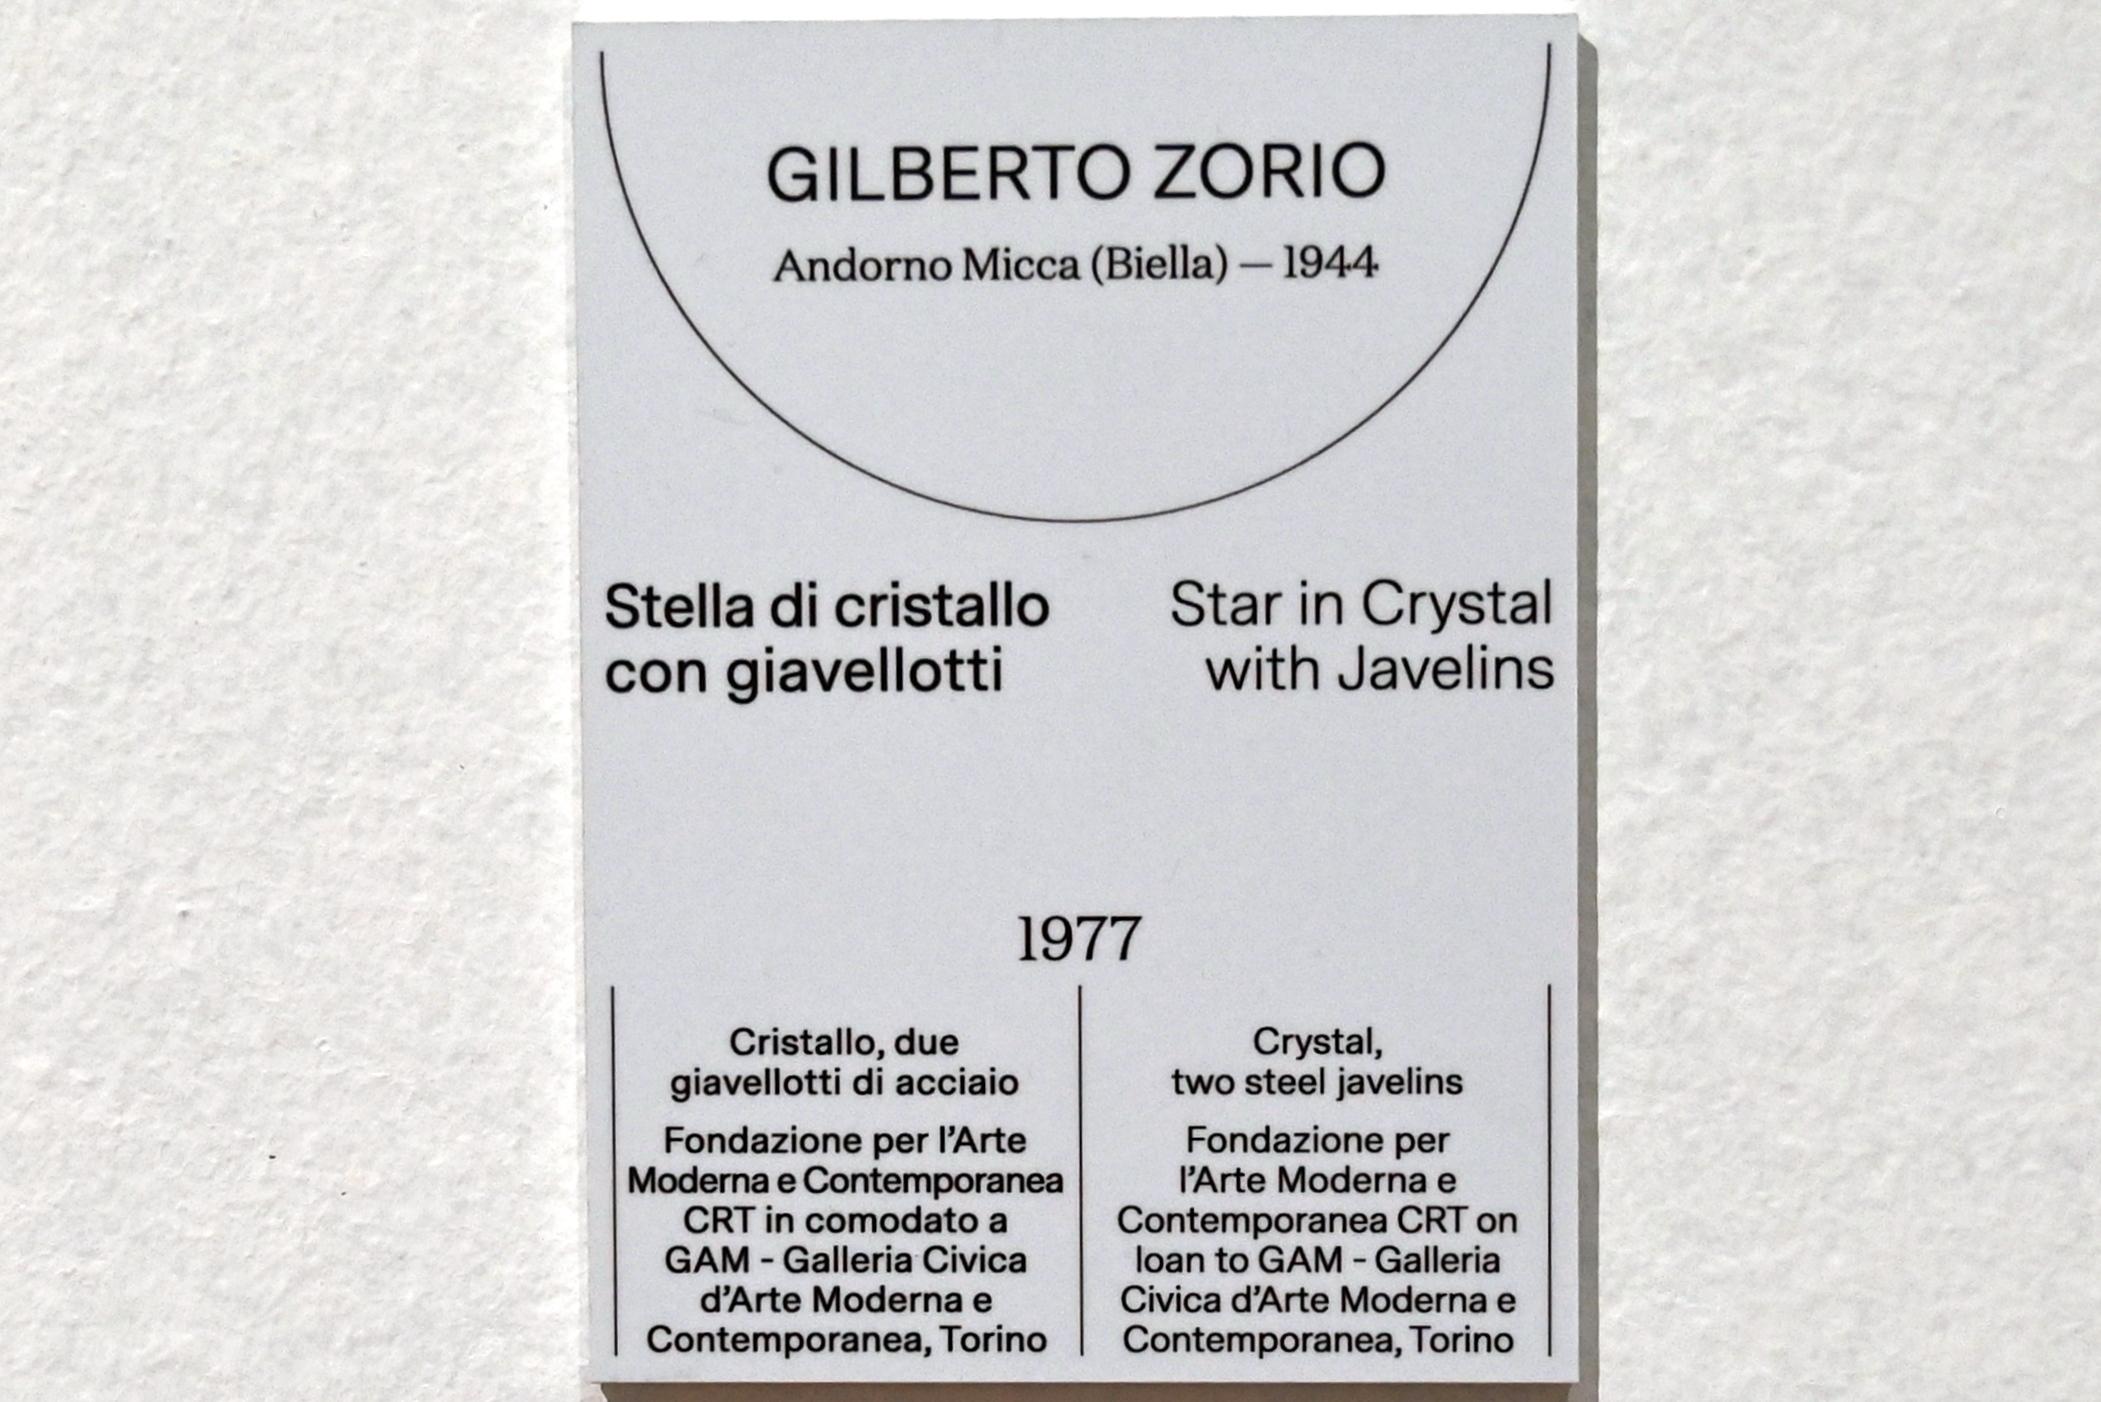 GILBERTO ZORIO
Andorno Micca (Biella) — 1944
Stella di cristallo
con giavellotti
Star in Crystal
with Javelins
1977
Cristallo, due
giavellotti di acciaio
Fondazione per l’Arte
Moderna e Contemporanea
CRT in comodato a
GAM - Galleria Civica
d’Arte Moderna e
Contemporanea, Torino
Crystal,
two steel javelins
Fondazione per
l’Arte Moderna e
Contemporanea CRT on
loan to GAM - Galleria
Civica d’Arte Moderna e
Contemporanea, Torino